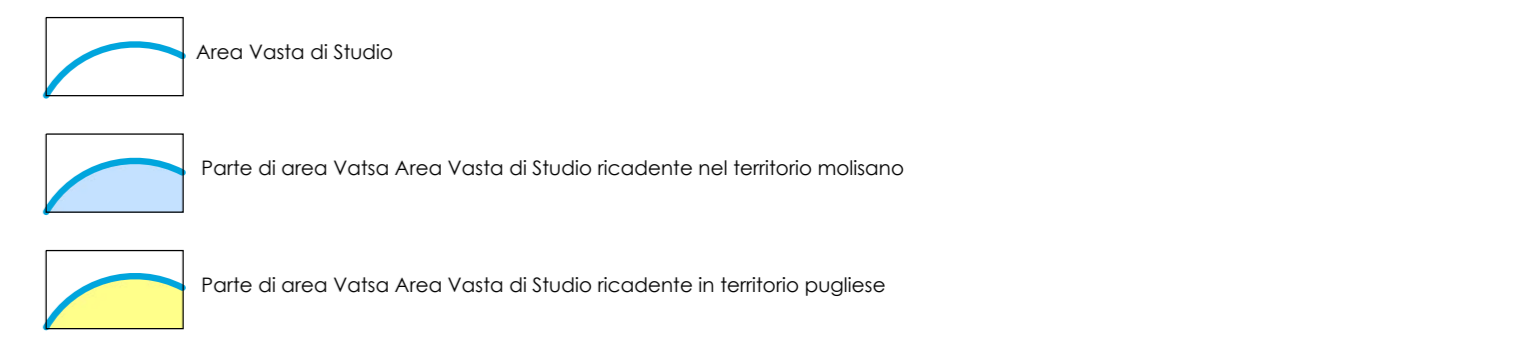 Area Vasta di Studio
Parte di area Vatsa Area Vasta di Studio ricadente nel territorio molisano
Parte di area Vatsa Area Vasta di Studio ricadente in territorio pugliese